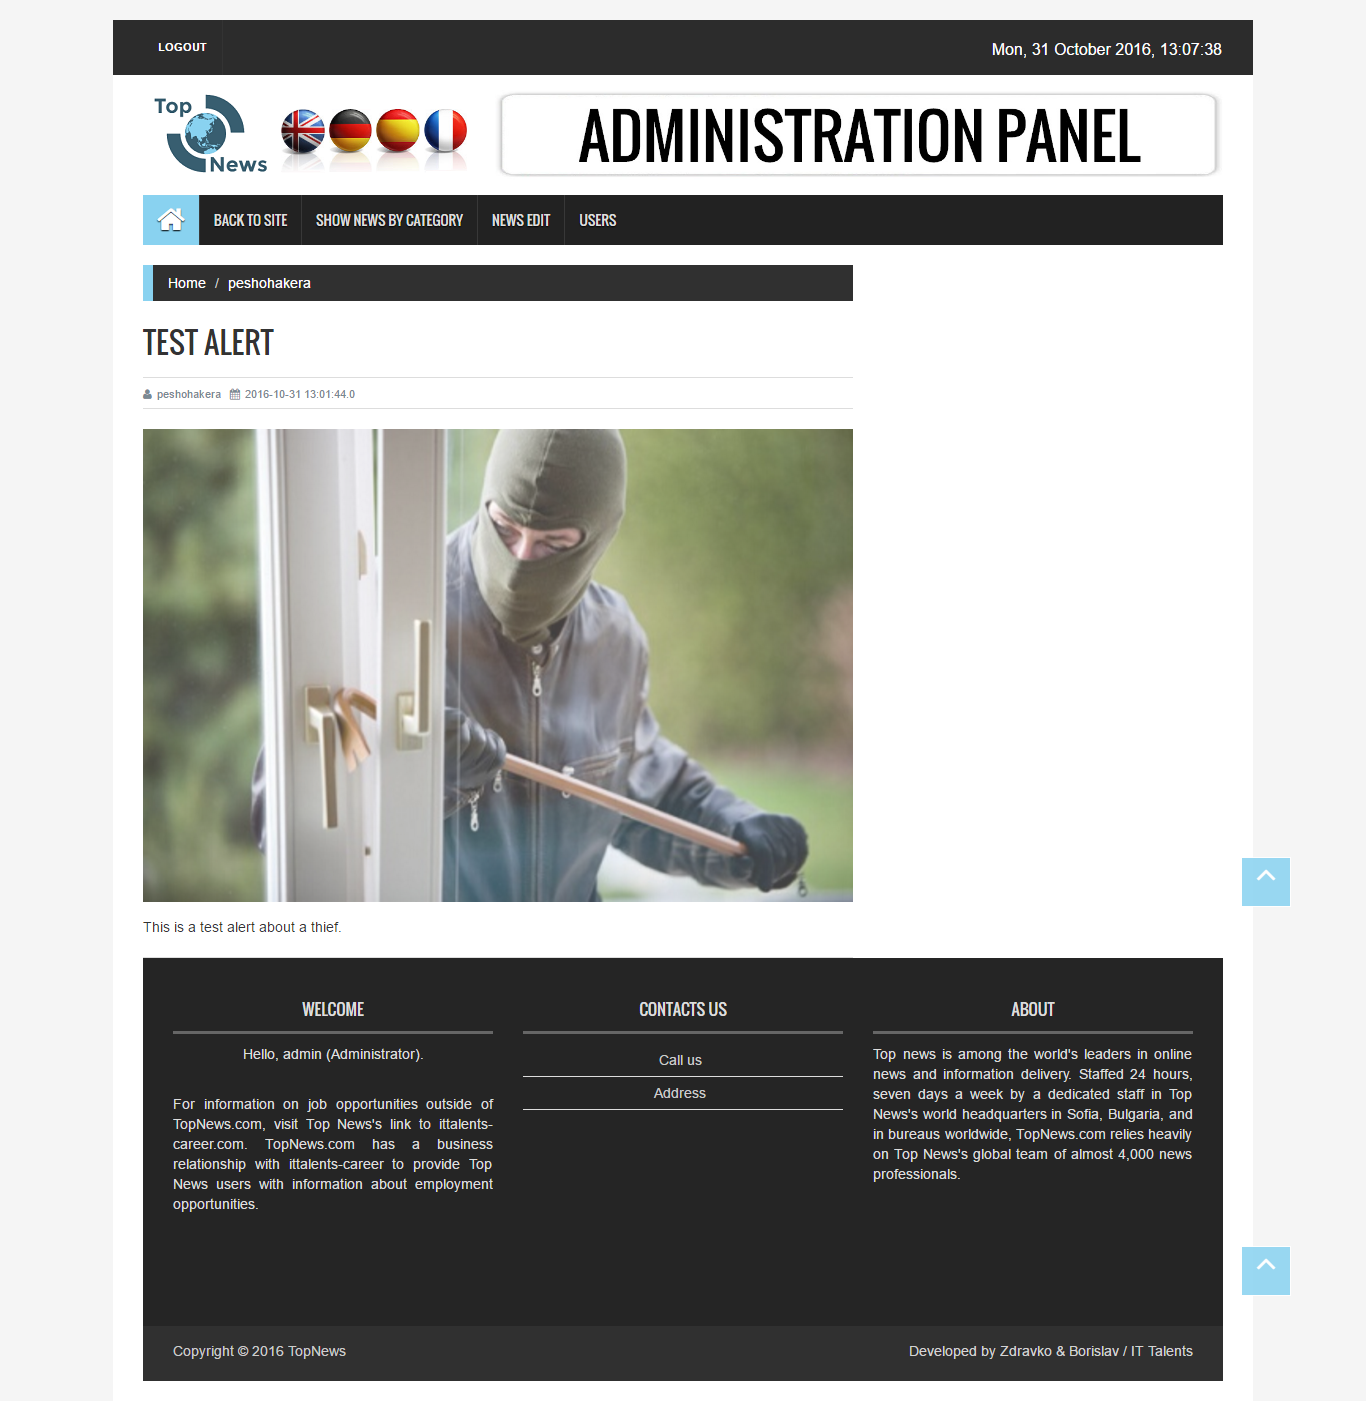 LOGOUT
Mon, 31 October 2016, 13:07:38
Top
News
ADMINISTRATION PANEL
BACK TO SITE
SHOW NEWS BY CATEGORY
NEWS EDIT
USERS
Home / peshohakera
TEST ALERT
peshohakera 2016-10-31 13:01:44.0
This is a test alert about a thief.
WELCOME
Hello, admin (Administrator).
For information on job opportunities outside of
TopNews.com, visit Top News's link to ittalents-
career.com. TopNews.com has a business
relationship with ittalents-career to provide Top
News users with information about employment
opportunities.
CONTACTS US
Call us
Address
ABOUT
Top news is among the world's leaders in online
news and information delivery. Staffed 24 hours,
seven days a week by a dedicated staff in Top
News's world headquarters in Sofia, Bulgaria, and
in bureaus worldwide, TopNews.com relies heavily
on Top News's global team of almost 4,000 news
professionals.
Copyright © 2016 TopNews
Developed by Zdravko & Borislav / IT Talents